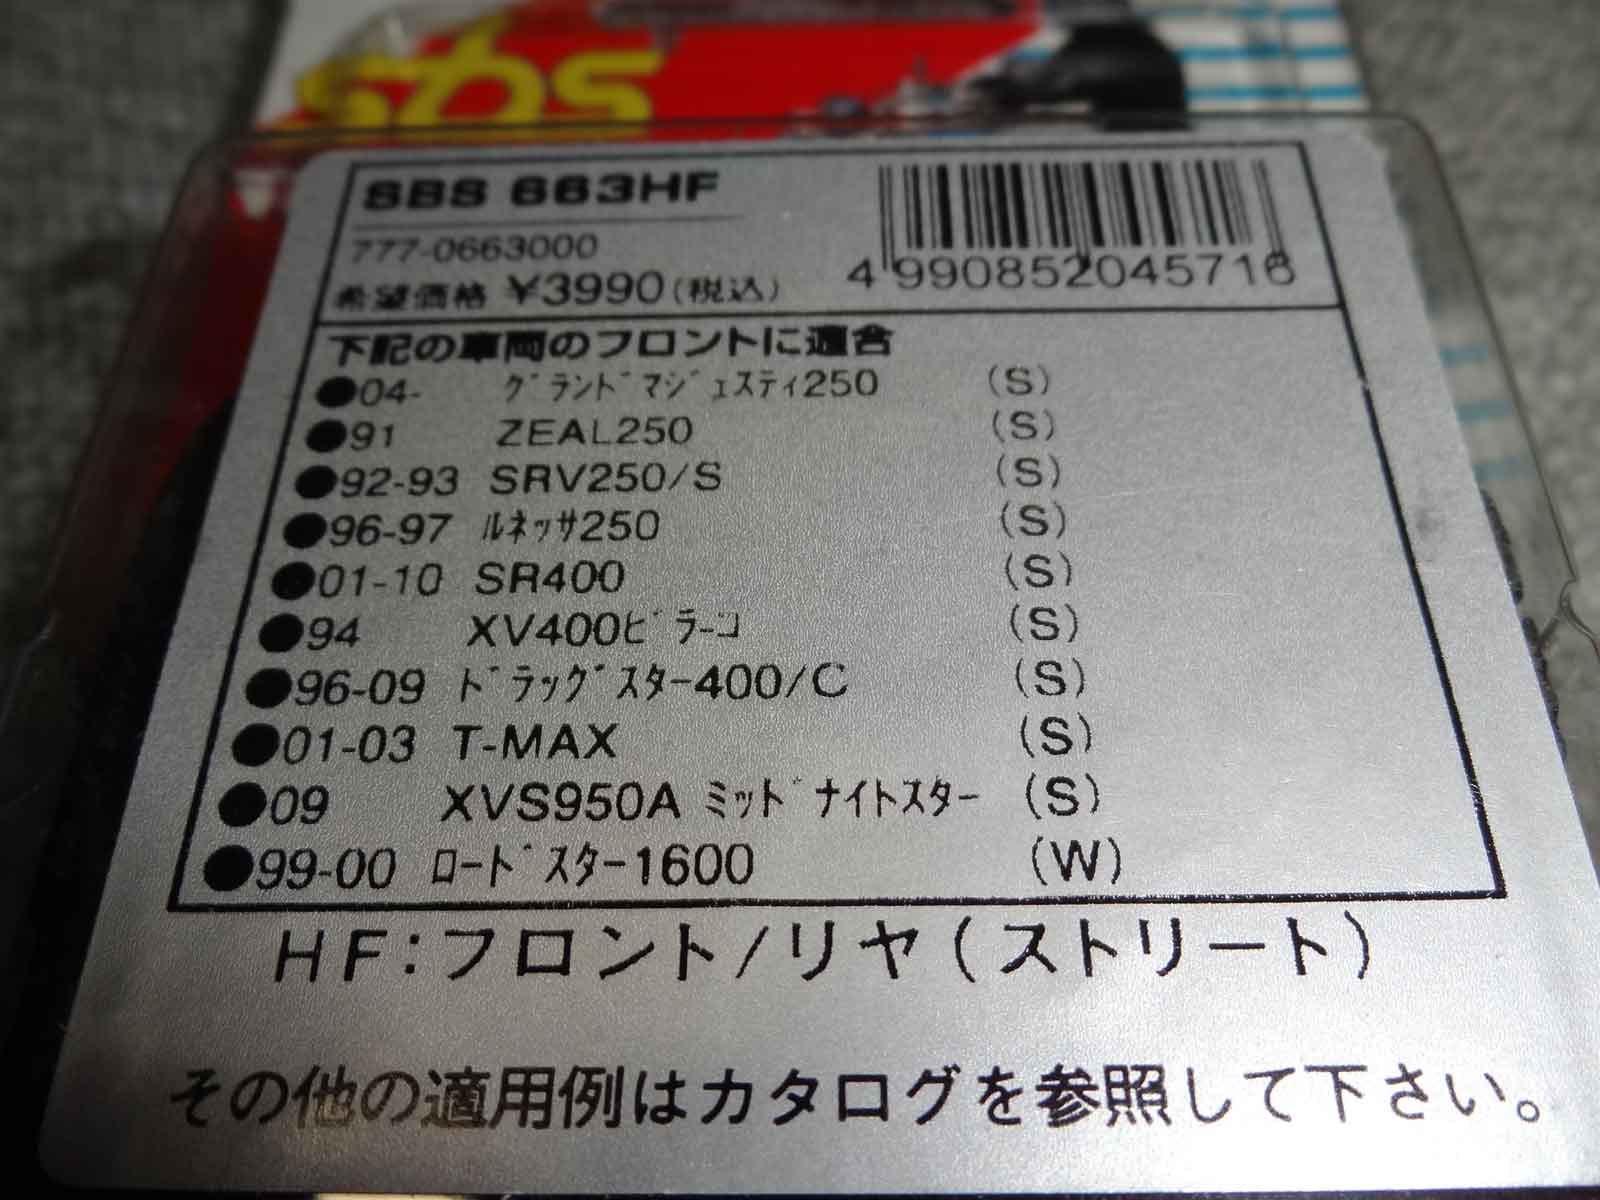 sbs
SBS 663HF
777-0663000
希望価格 ¥3990(税込)
4 990852045716
下記の車両のフロントに適合
●04- グランドマジェスティ250 (S)
●91 ZEAL250 (S)
●92-93 SRV250/S (S)
●96-97 ルネッサ250 (S)
●01-10 SR400 (S)
●94 XV400ビラーゴ (S)
●96-09 ドラッグスター400/C (S)
●01-03 T-MAX (S)
●09 XVS950A ミッドナイトスター (S)
●99-00 ロードスター1600 (W)
HF:フロント/リヤ(ストリート)
その他の適用例はカタログを参照して下さい。